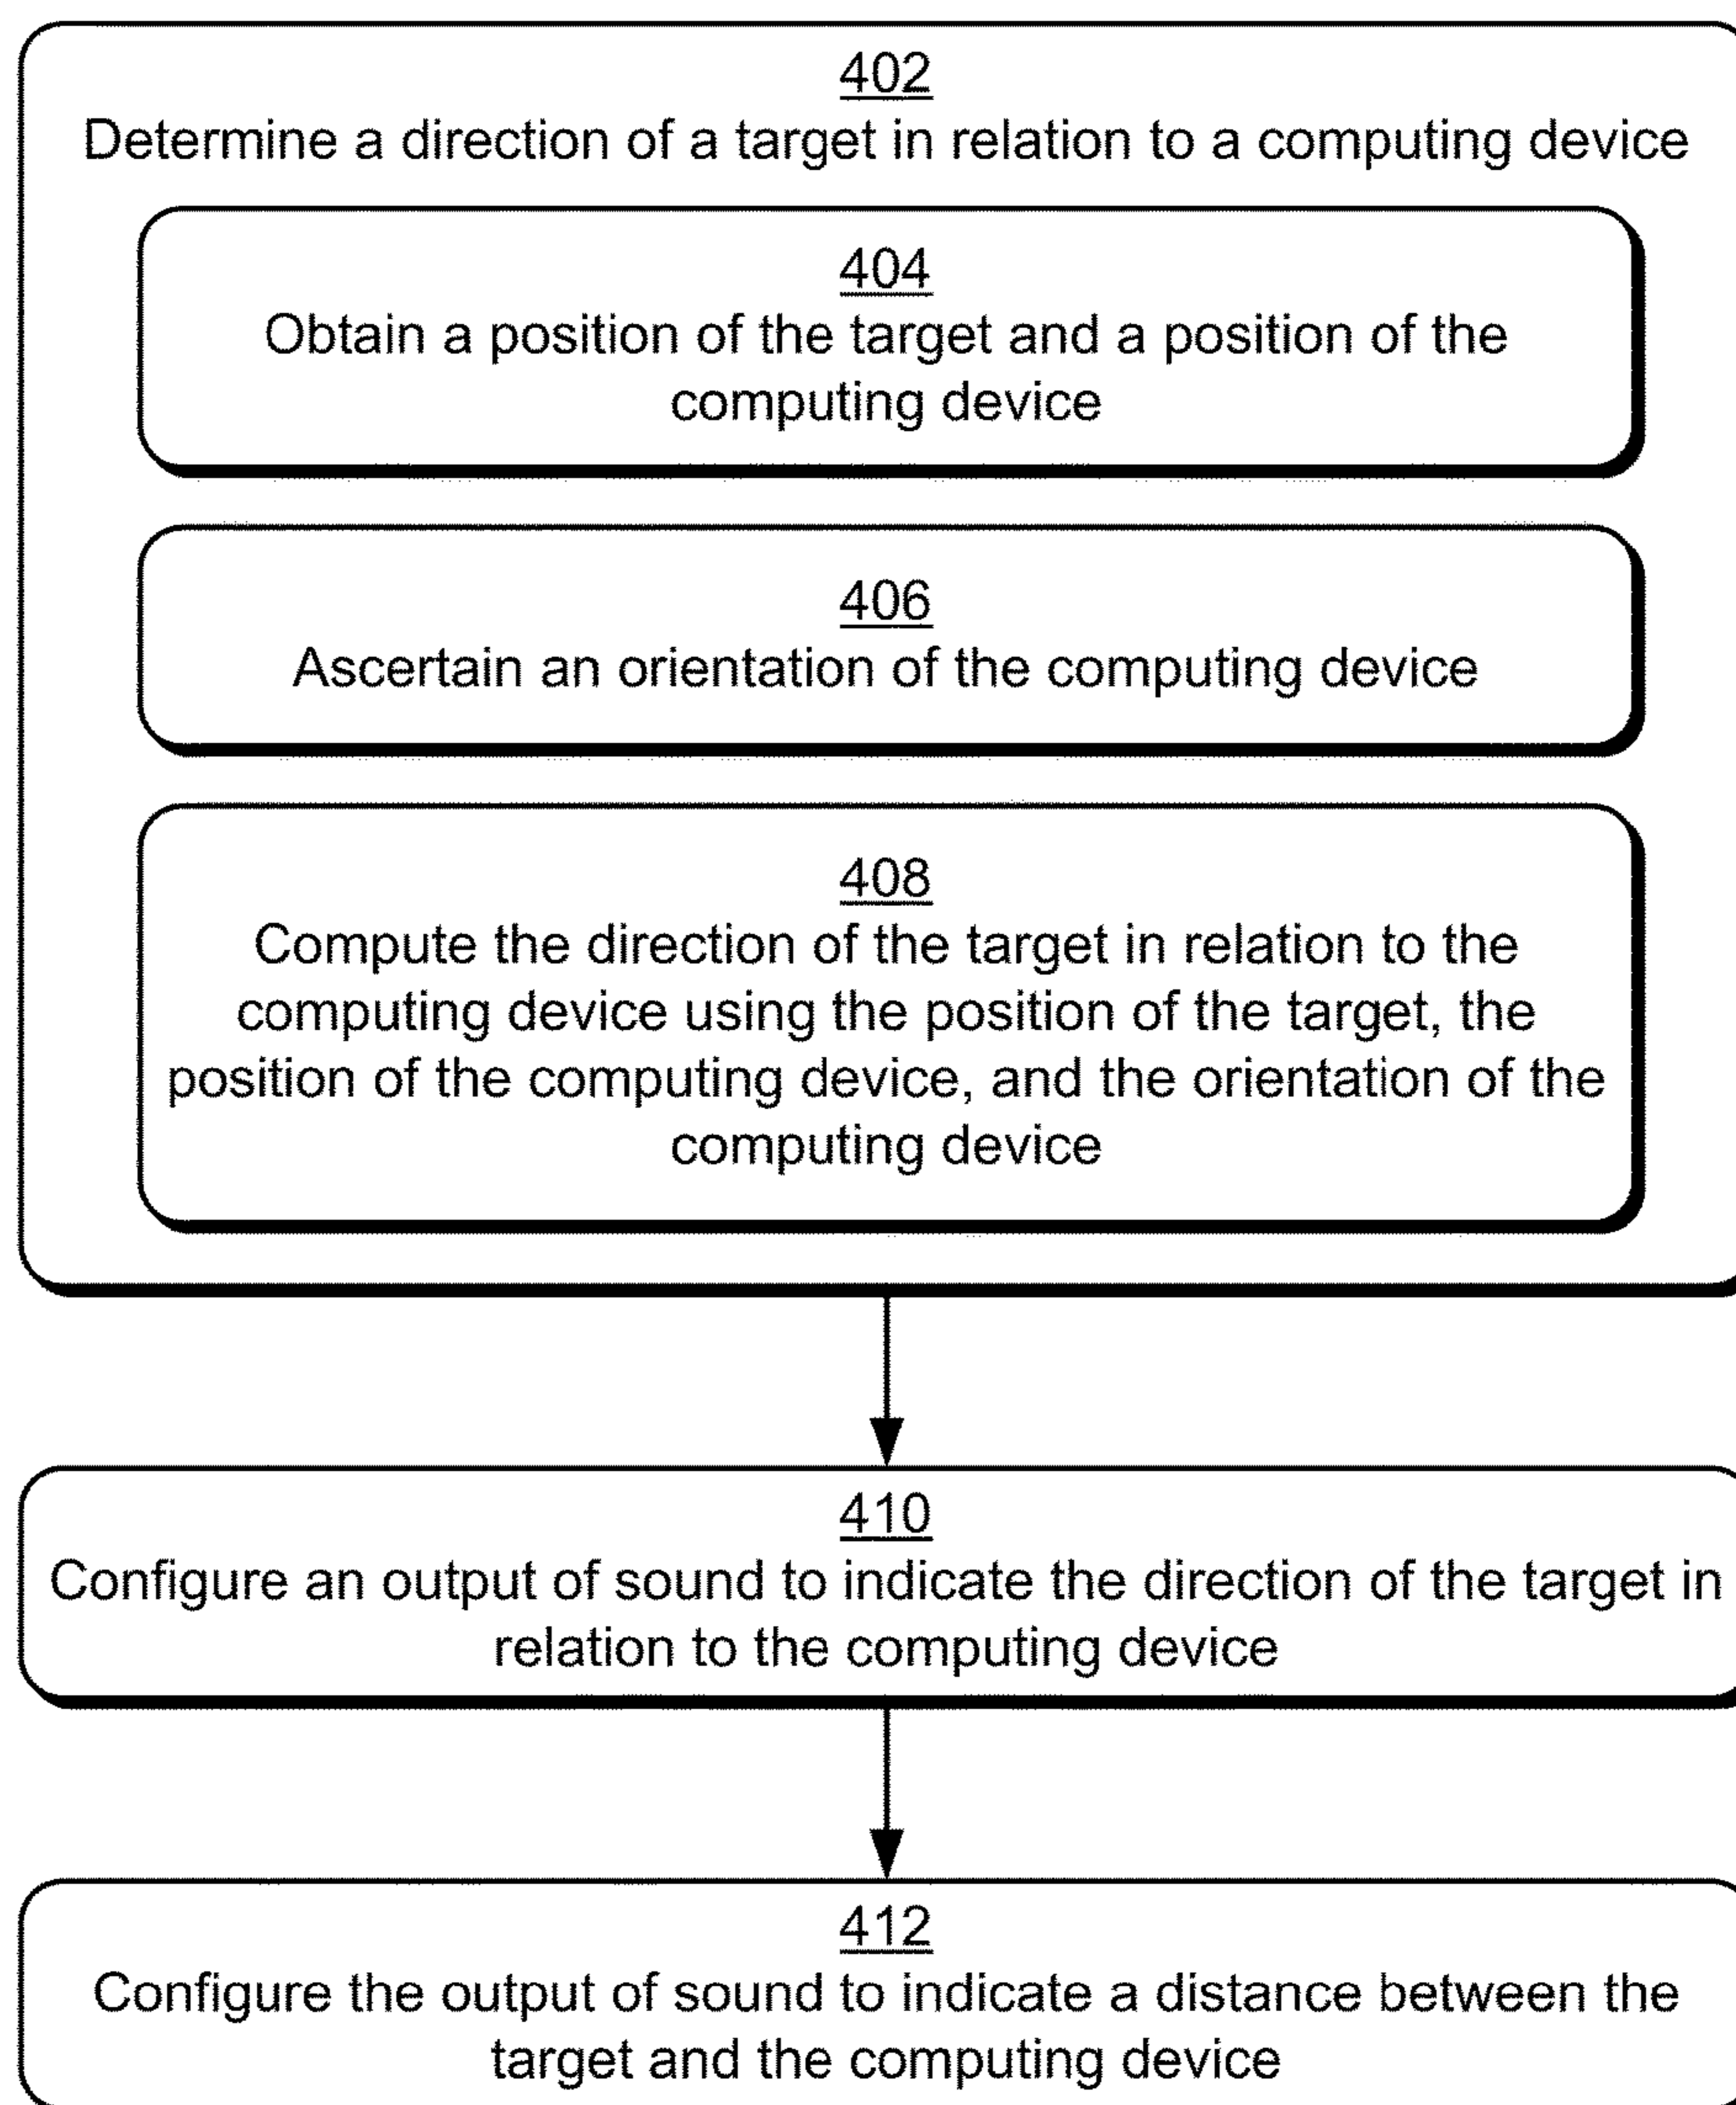 402
Determine a direction of a target in relation to a computing device
404
Obtain a position of the target and a position of the
computing device
406
Ascertain an orientation of the computing device
408
Compute the direction of the target in relation to the
computing device using the position of the target, the
position of the computing device, and the orientation of the
computing device
410
Configure an output of sound to indicate the direction of the target in
relation to the computing device
412
Configure the output of sound to indicate a distance between the
target and the computing device